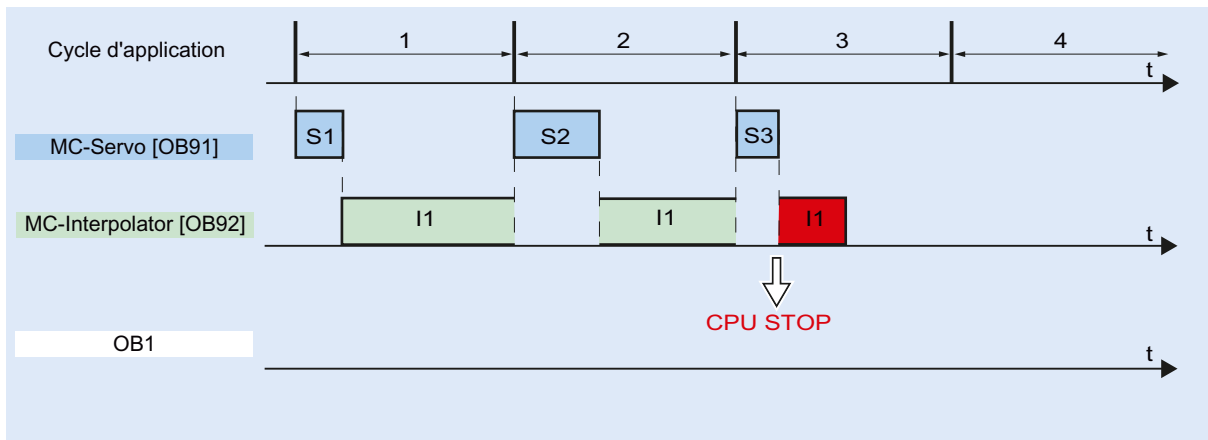 Cycle d'application
1 2 3 4
t
MC-Servo [OB91]
S1 S2 S3
MC-Interpolator [OB92]
I1 I1 I1
t
CPU STOP
OB1
t